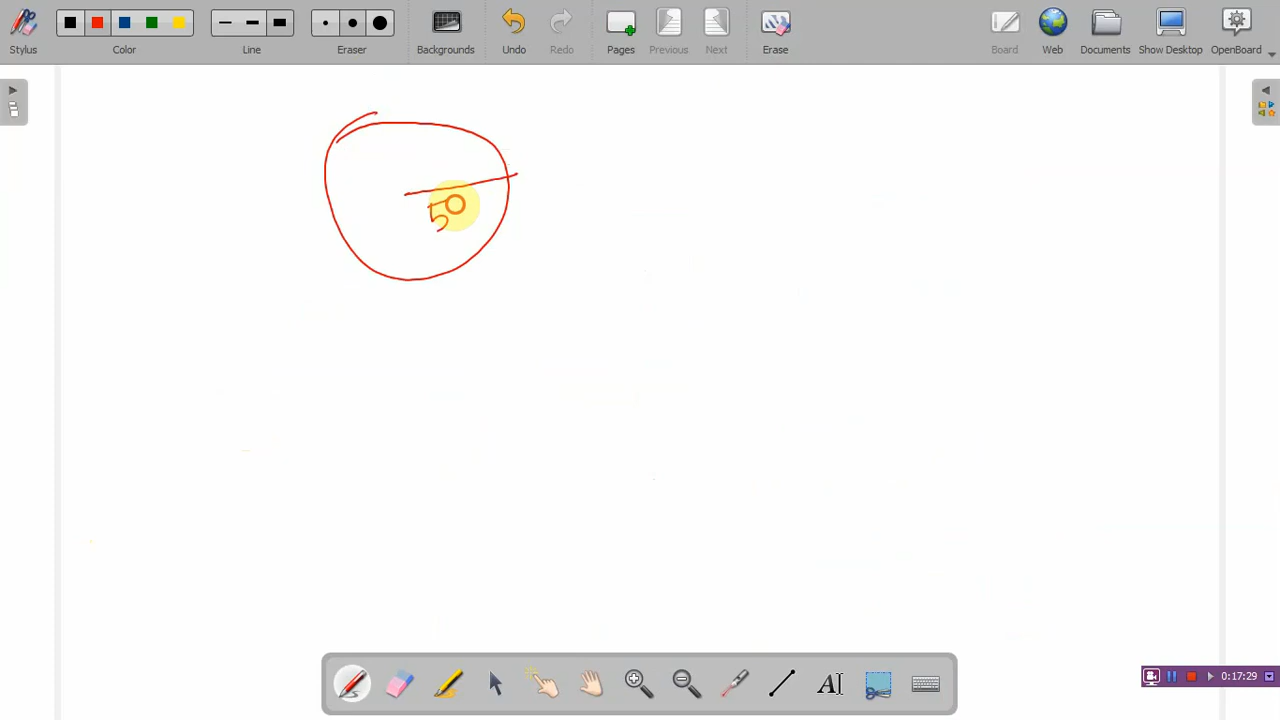 Stylus
Color
Line
Eraser
Backgrounds
Undo
Redo
Pages
Previous
Next
Erase
Board
Web
Documents
Show Desktop
OpenBoard
50
A
0:17:29